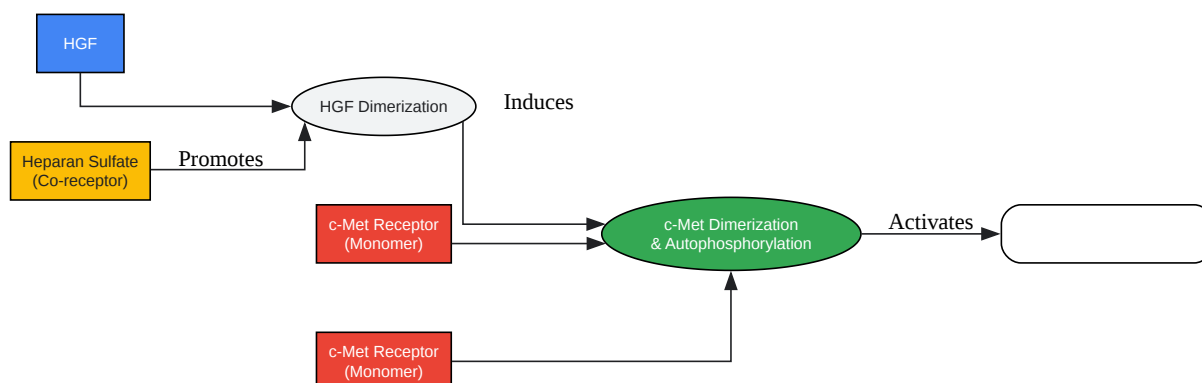 HGF
HGF Dimerization
Induces
Heparan Sulfate
(Co-receptor)
Promotes
c-Met Receptor
(Monomer)
c-Met Dimerization
& Autophosphorylation
Activates
c-Met Receptor
(Monomer)